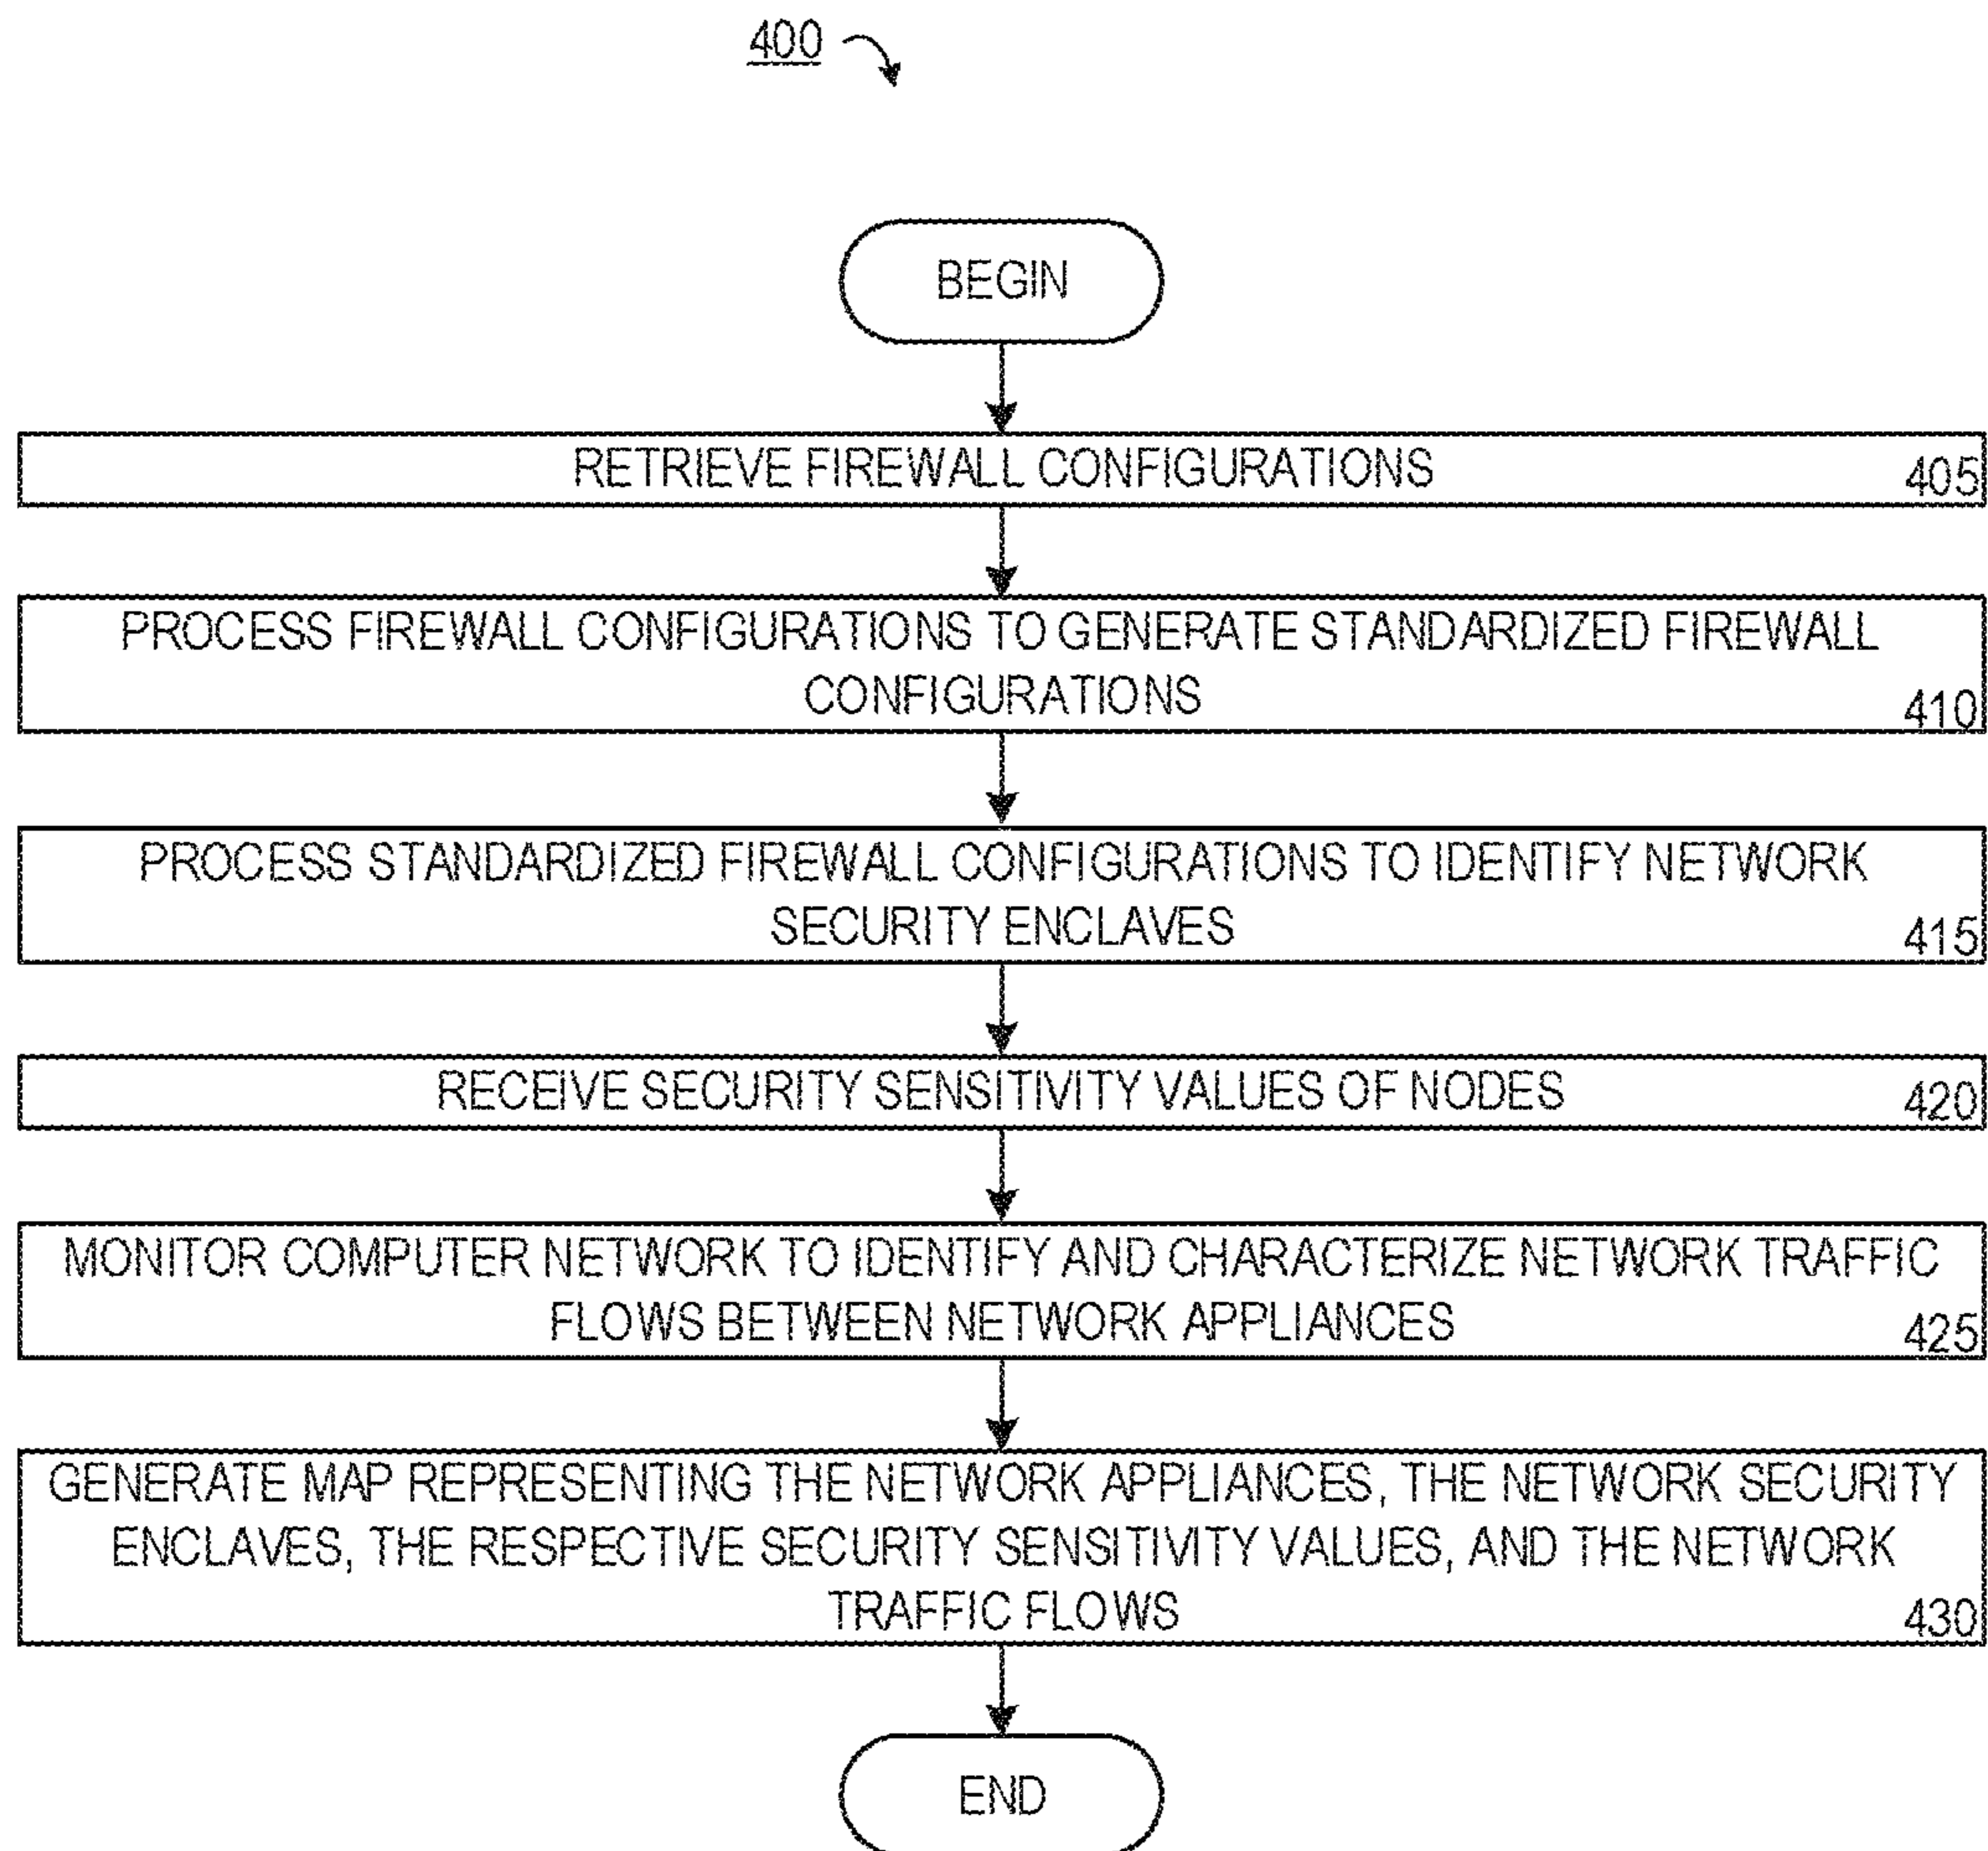 400
BEGIN
RETRIEVE FIREWALL CONFIGURATIONS
405
PROCESS FIREWALL CONFIGURATIONS TO GENERATE STANDARDIZED FIREWALL
CONFIGURATIONS
410
PROCESS STANDARDIZED FIREWALL CONFIGURATIONS TO IDENTIFY NETWORK
SECURITY ENCLAVES
415
RECEIVE SECURITY SENSITIVITY VALUES OF NODES
420
MONITOR COMPUTER NETWORK TO IDENTIFY AND CHARACTERIZE NETWORK TRAFFIC
FLOWS BETWEEN NETWORK APPLIANCES
425
GENERATE MAP REPRESENTING THE NETWORK APPLIANCES, THE NETWORK SECURITY
ENCLAVES, THE RESPECTIVE SECURITY SENSITIVITY VALUES, AND THE NETWORK
TRAFFIC FLOWS
430
END